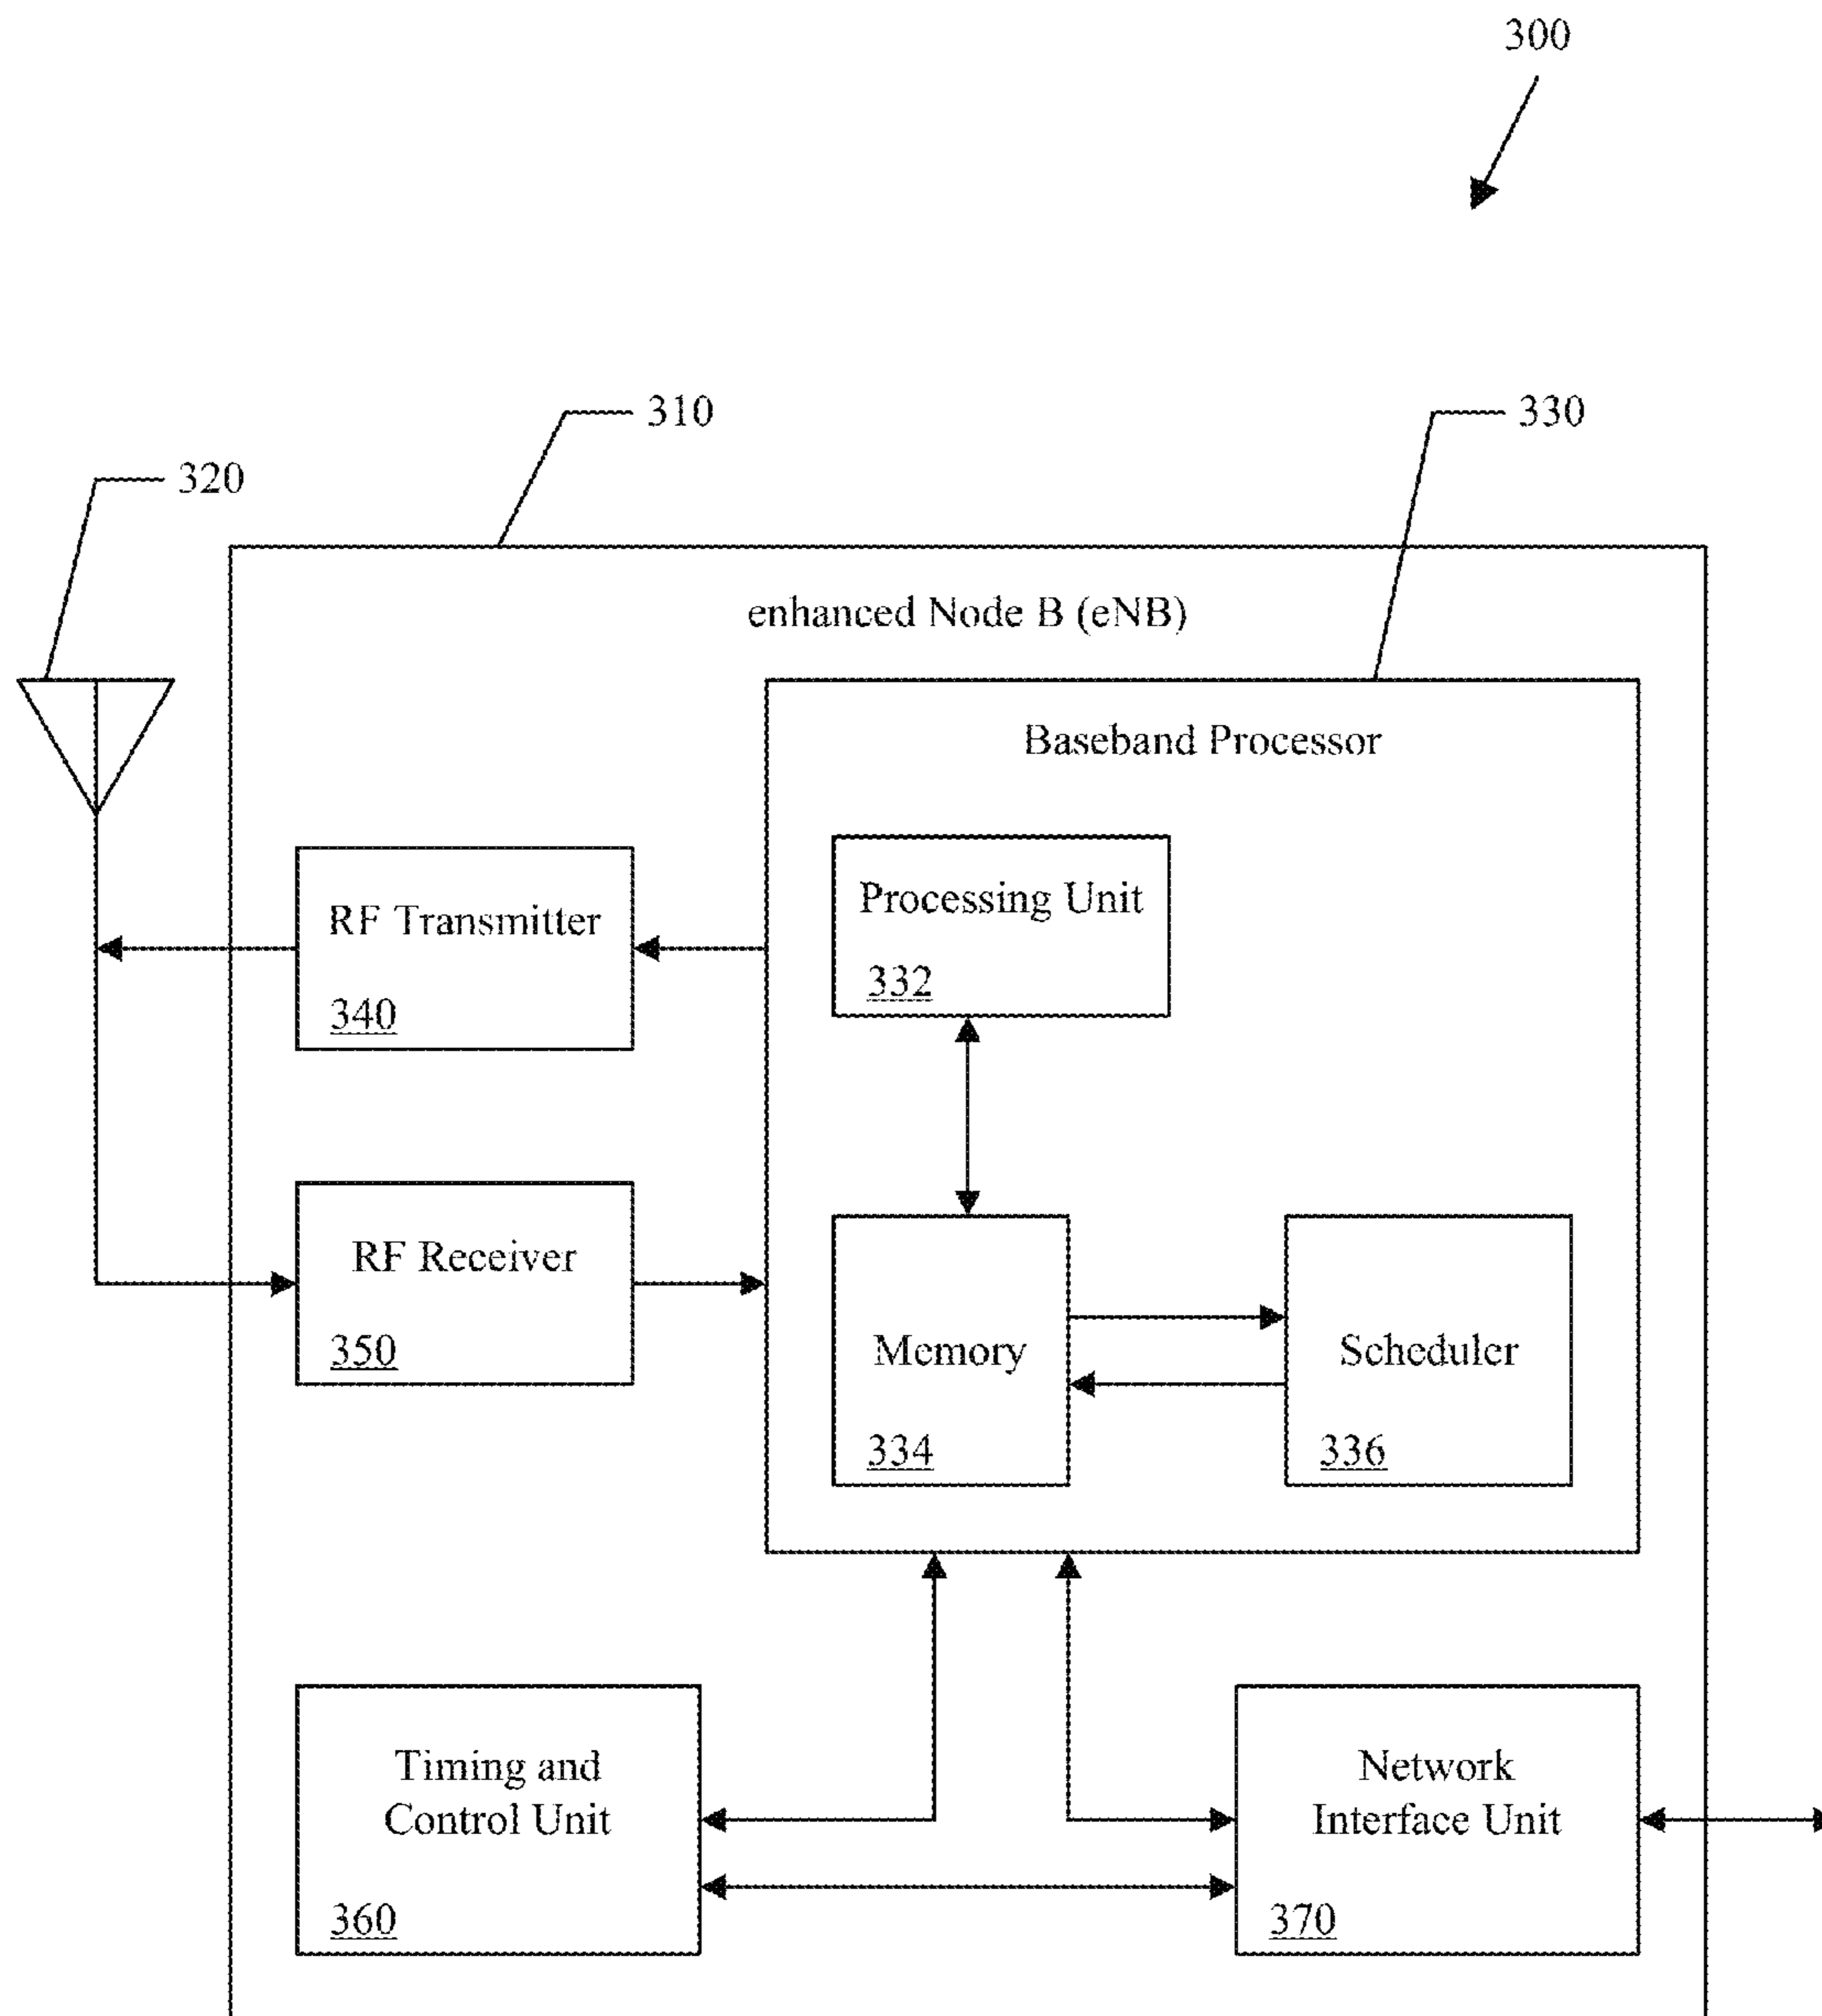 300
310
330
320
enhanced Node B (eNB)
Baseband Processor
Processing Unit
332
RF Transmitter
340
RF Receiver
350
Memory
334
Scheduler
336
Timing and
Control Unit
360
Network
Interface Unit
370